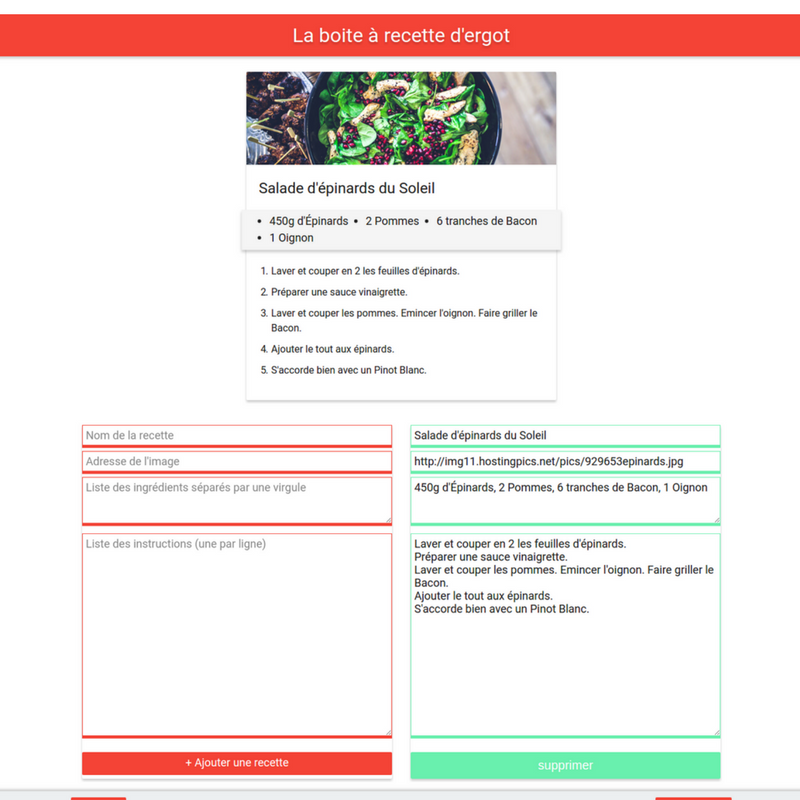 La boite à recette d'ergot
Salade d'épinards du Soleil
• 450g d'Épinards • 2 Pommes • 6 tranches de Bacon
• 1 Oignon
1. Laver et couper en 2 les feuilles d'épinards.
2. Préparer une sauce vinaigrette.
3. Laver et couper les pommes. Emincer l'oignon. Faire griller le
Bacon.
4. Ajouter le tout aux épinards.
5. S'accorde bien avec un Pinot Blanc.
Nom de la recette
Adresse de l'image
Liste des ingrédients séparés par une virgule
Liste des instructions (une par ligne)
+ Ajouter une recette
Salade d'épinards du Soleil
http://img11.hostingpics.net/pics/929653epinards.jpg
450g d'Épinards, 2 Pommes, 6 tranches de Bacon, 1 Oignon
Laver et couper en 2 les feuilles d'épinards.
Préparer une sauce vinaigrette.
Laver et couper les pommes. Emincer l'oignon. Faire griller le
Bacon.
Ajouter le tout aux épinards.
S'accorde bien avec un Pinot Blanc.
supprimer